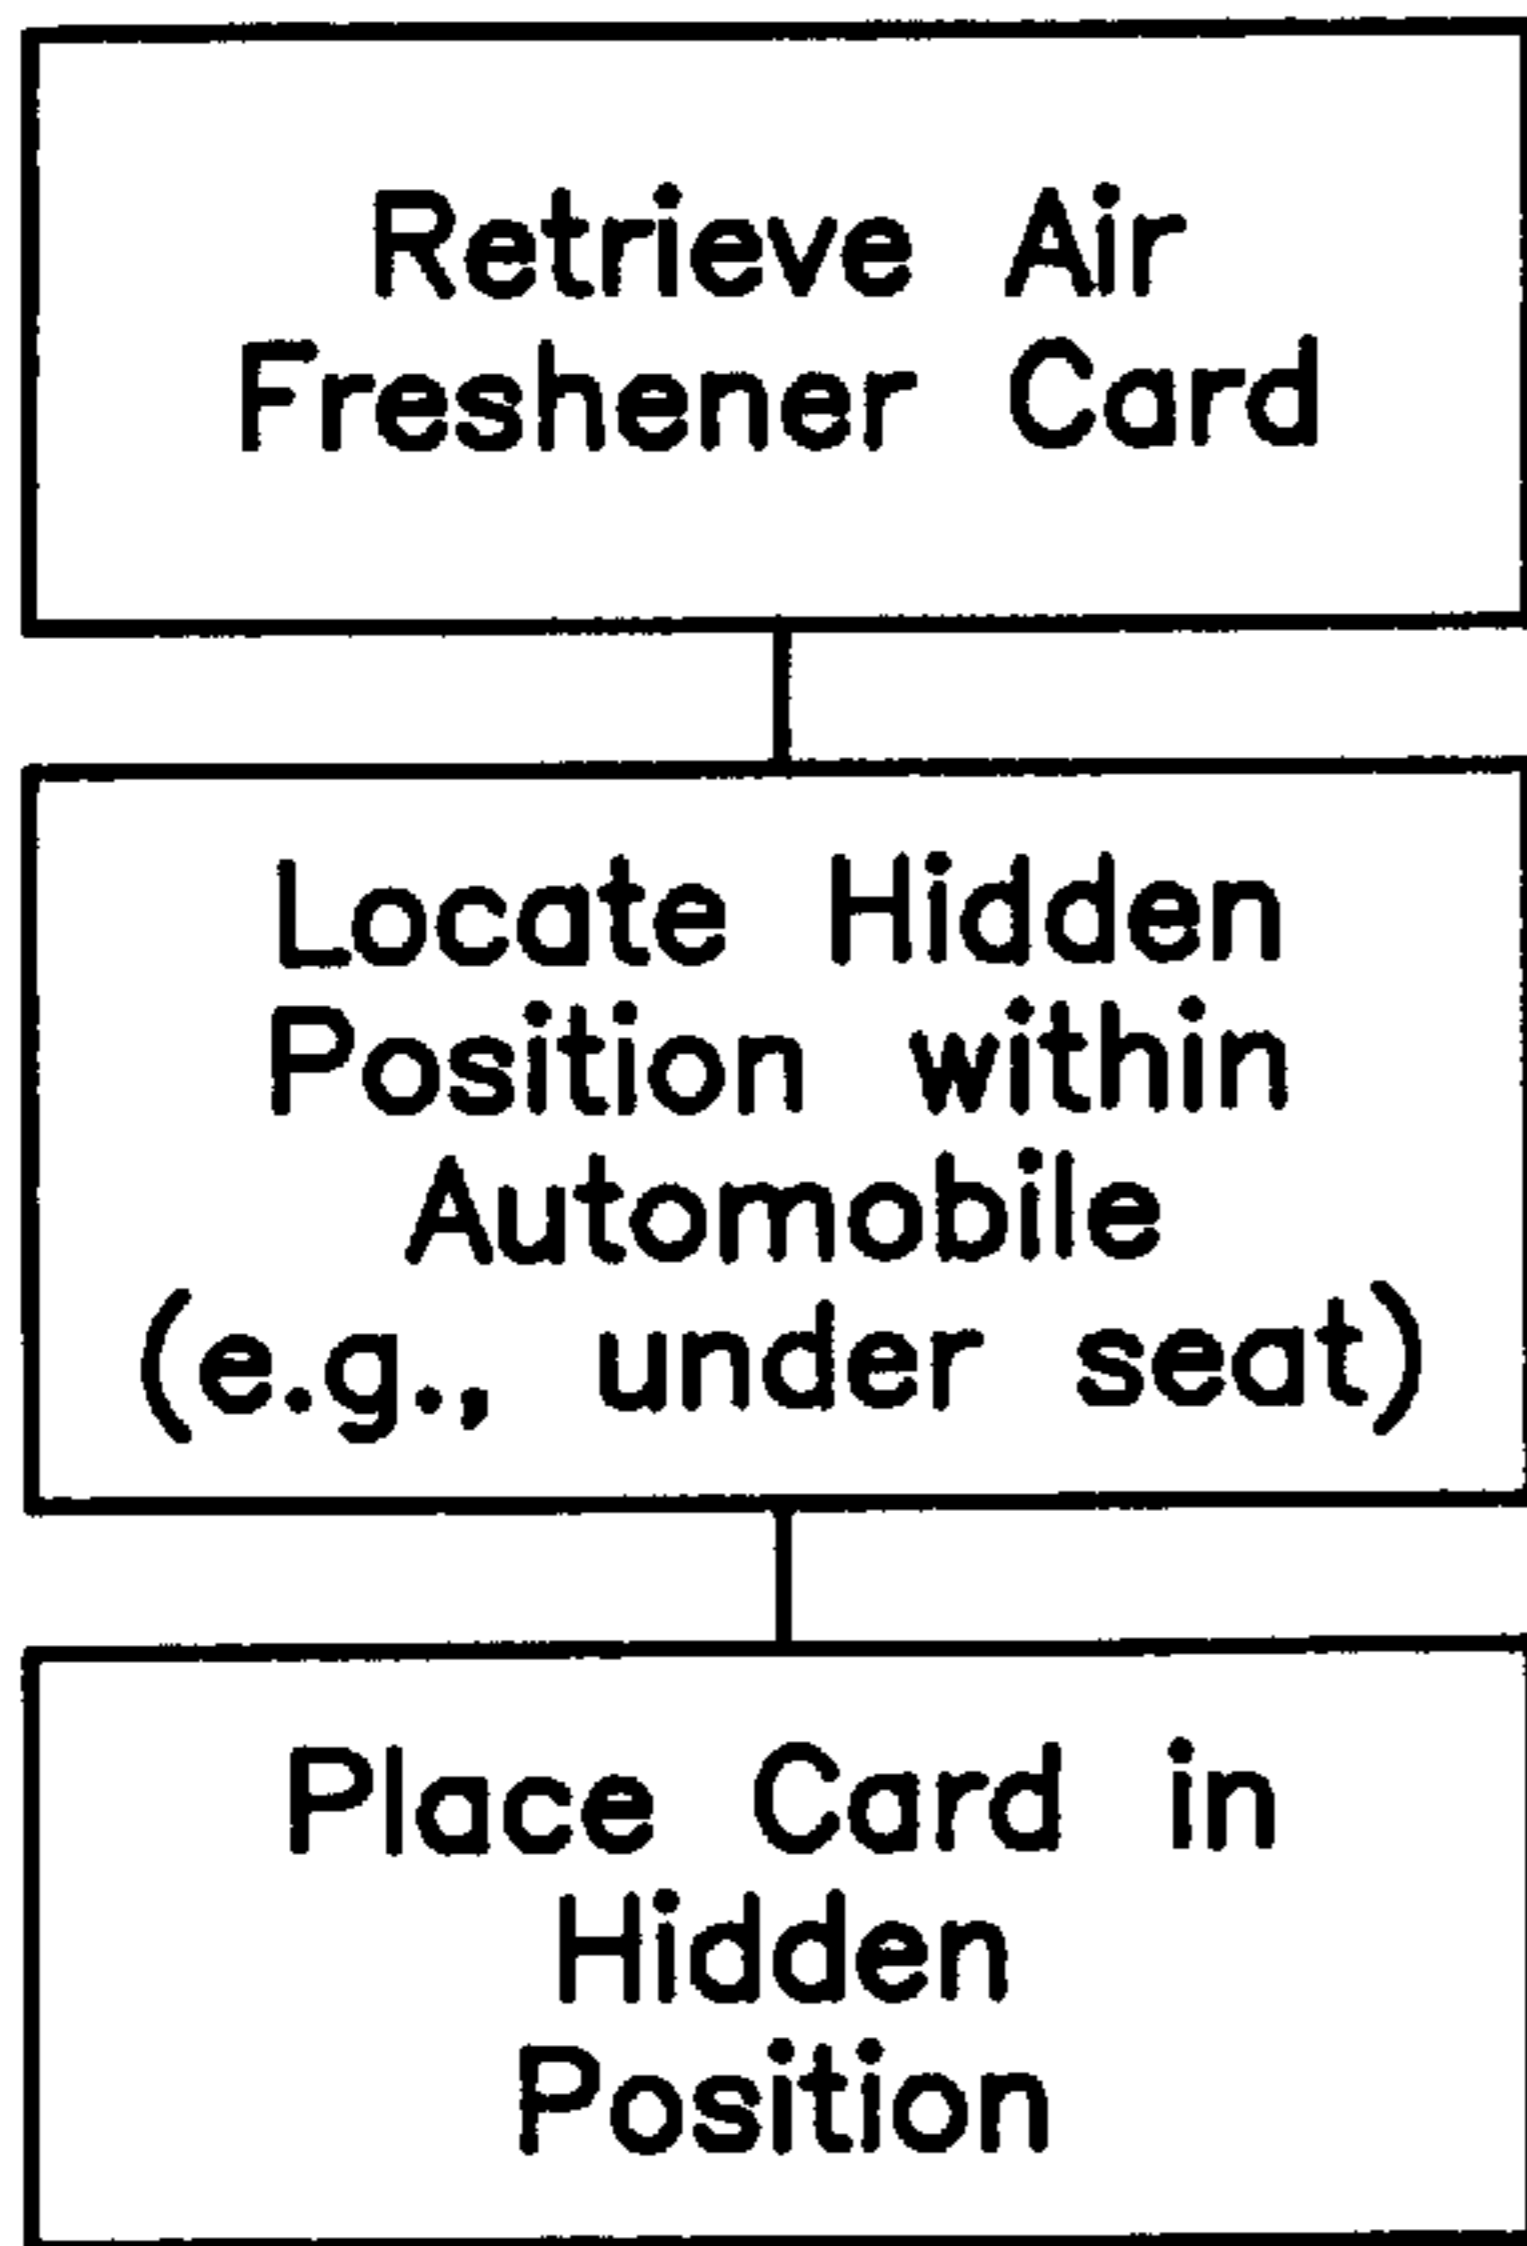 Retrieve Air
Freshener Card
Locate Hidden
Position within
Automobile
(e.g., under seat)
Place Card in
Hidden
Position